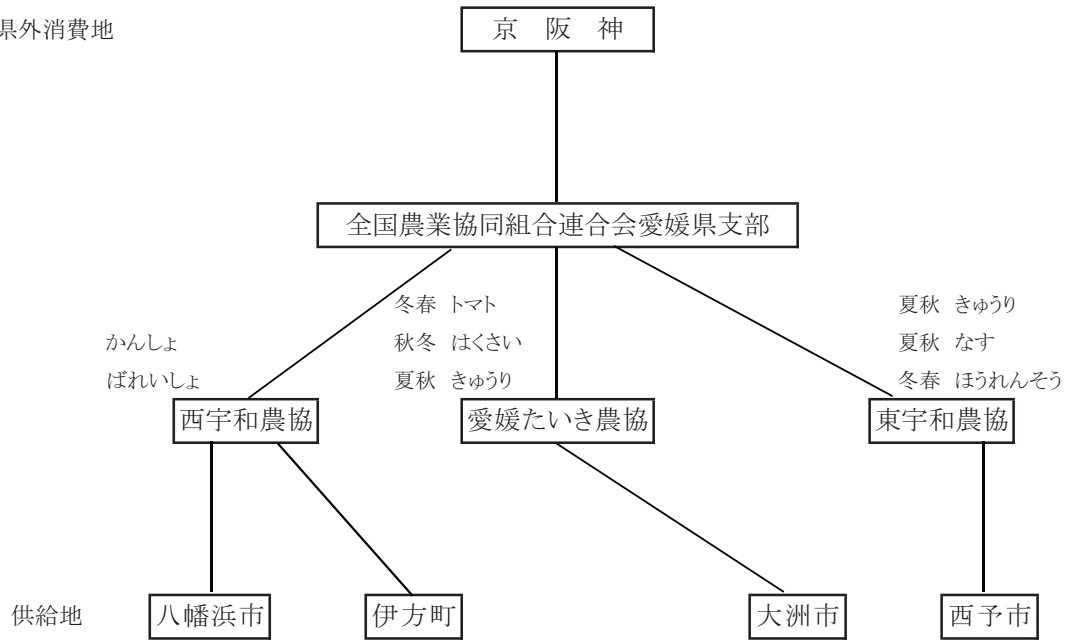 県外消費地
京 阪 神
全国農業協同組合連合会愛媛県支部
かんしょ
ばれいしょ
冬春 トマト
秋冬 はくさい
夏秋 きゅうり
夏秋 きゅうり
夏秋 なす
冬春 ほうれんそう
西宇和農協
愛媛たいき農協
東宇和農協
供給地
八幡浜市
伊方町
大洲市
西予市